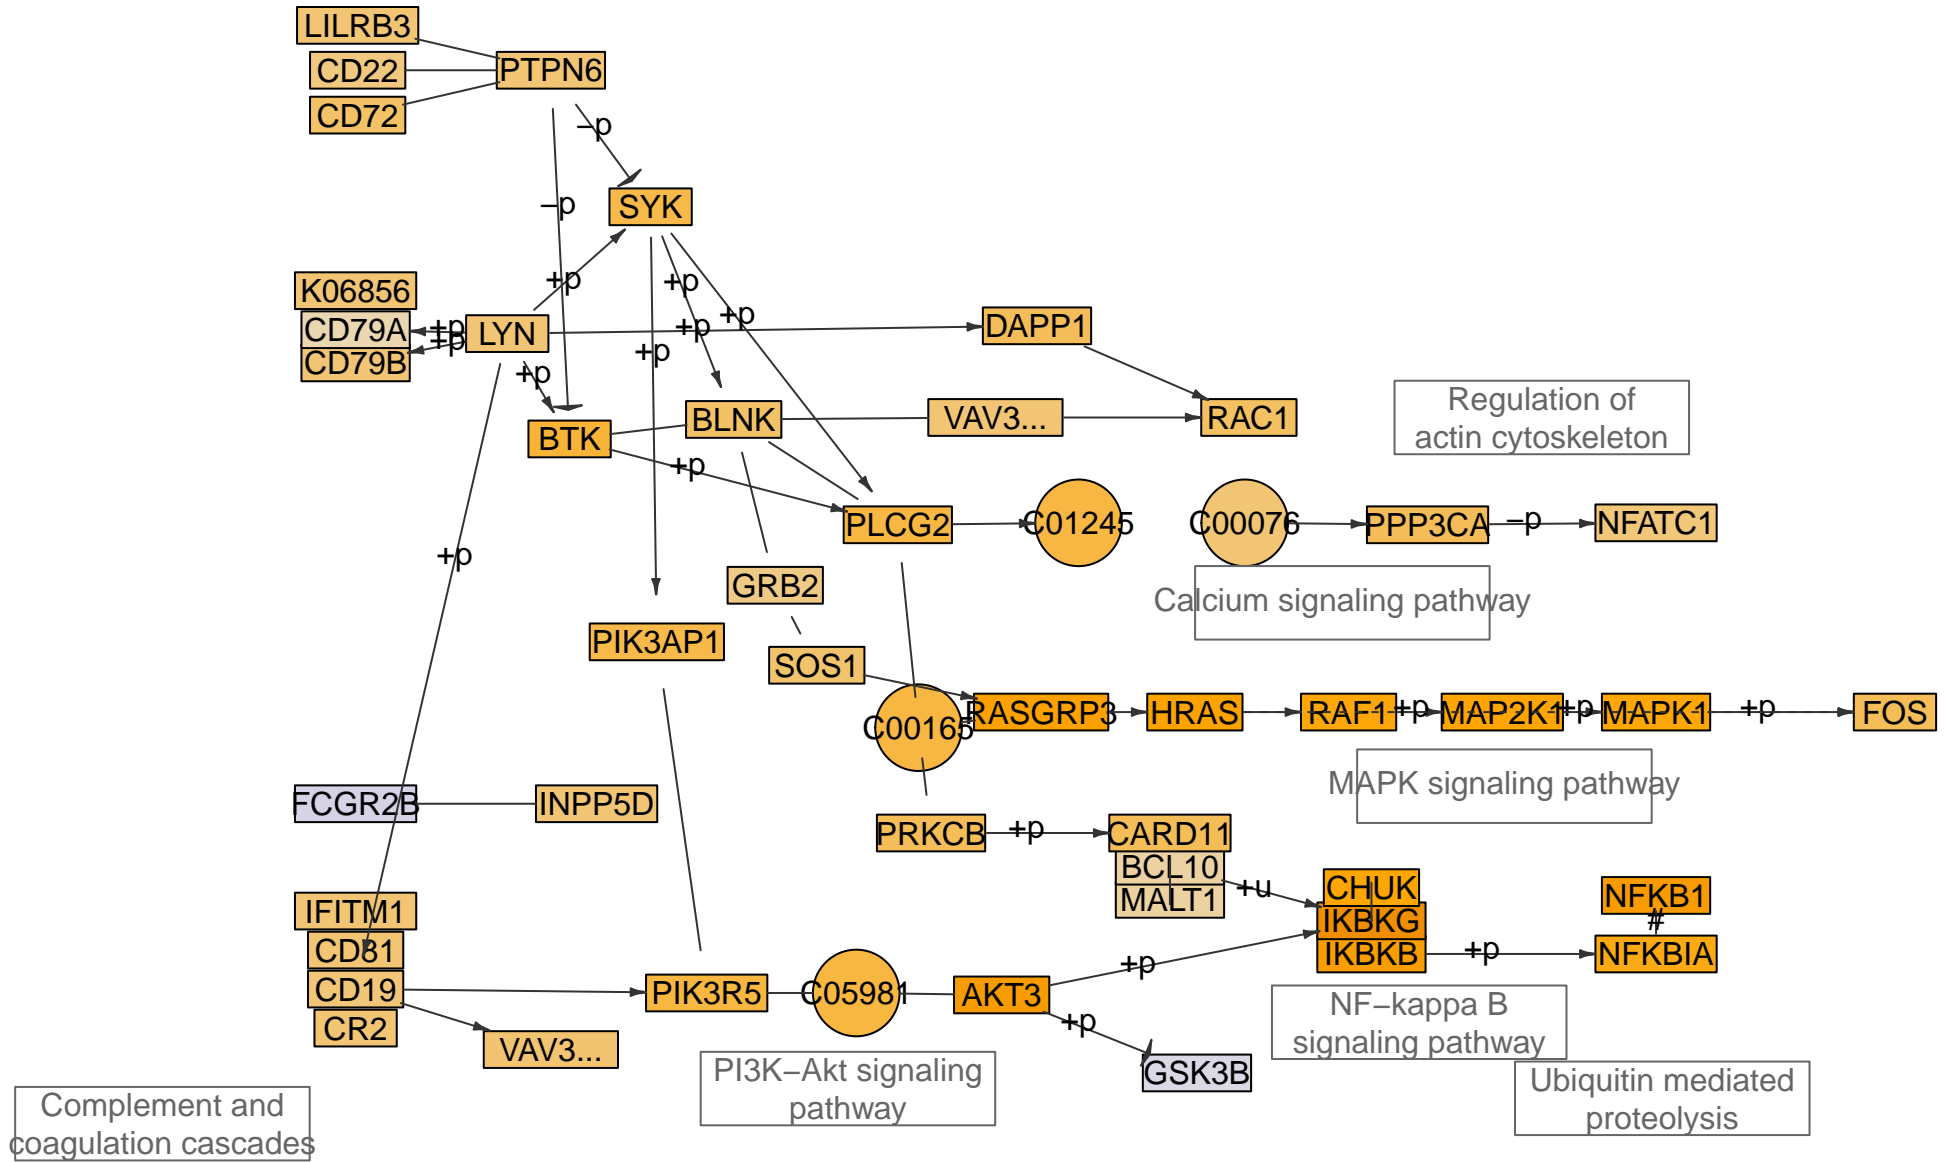 LILRB3
CD22
PTPN6
CD72
–p
–p
SYK
+p
+p
K06856
CD79A
+p
+p
LYN
CD79B
+p
+p
+p
+p
DAPP1
BTK
BLNK
VAV3...
RAC1
Regulation of
actin cytoskeleton
+p
PLCG2
C01245
C00076
PPP3CA
–p
NFATC1
+p
GRB2
Calcium signaling pathway
PIK3AP1
SOS1
C00165
RASGRP3
HRAS
RAF1
+p
MAP2K1
+p
MAPK1
+p
FOS
MAPK signaling pathway
FCGR2B
INPP5D
PRKCB
+p
CARD11
BCL10
MALT1
+u
CHUK
IKBKG
IKBKB
+p
NFKB1
#
NFKBIA
IFITM1
CD81
CD19
CR2
VAV3...
PIK3R5
C05981
AKT3
+p
+p
GSK3B
NF–kappa B
signaling pathway
PI3K–Akt signaling
pathway
Ubiquitin mediated
proteolysis
Complement and
coagulation cascades